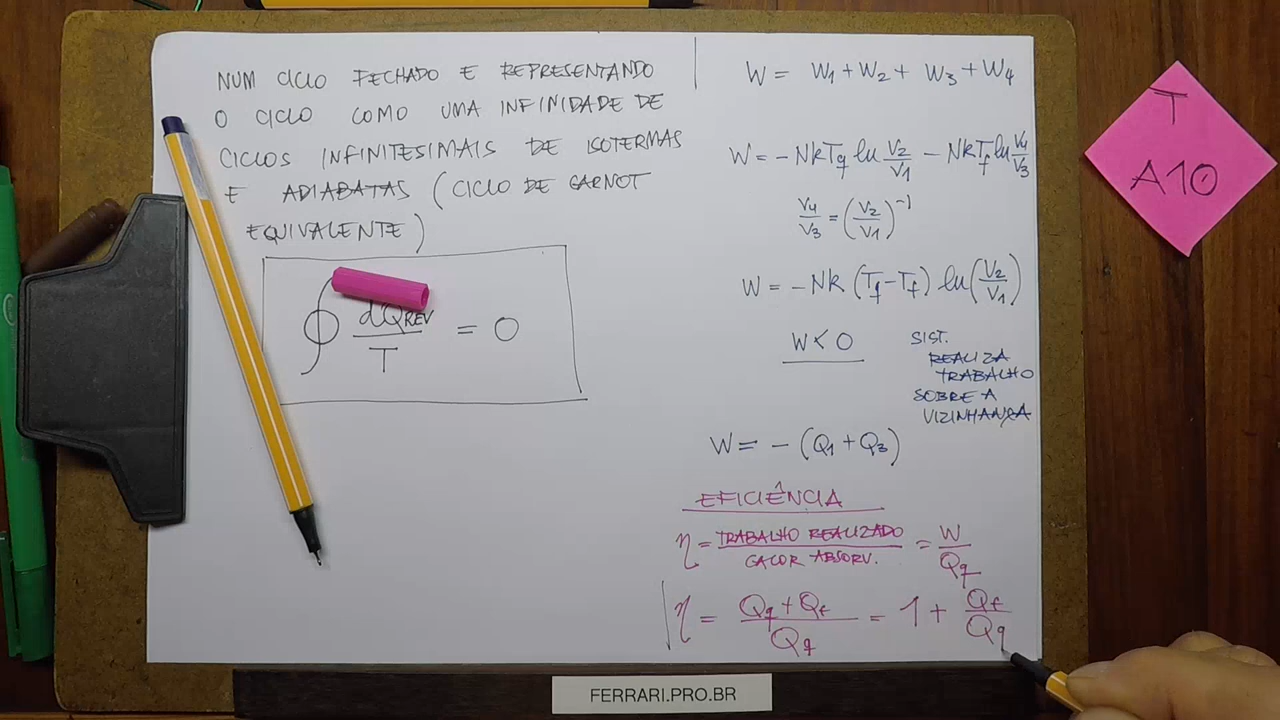 NUM CICLO FECHADO E REPRESENTANDO
O CICLO COMO UMA INFINIDADE DE
CICLOS INFINITESIMAIS DE ISOTERMAS
E ADIABATAS (CICLO DE CARNOT
EQUIVALENTE)
∮ dQREV/T = 0
W = W1 + W2 + W3 + W4
W = -NkTq ln V2/V1 - NkTf ln V4/V3
V4/V3 = (V2/V1)^-1
W = -Nk (Tq - Tf) ln (V2/V1)
W < 0
SIST.
REALIZA
TRABALHO
SOBRE A
VIZINHANÇA
W = - (Q1 + Q3)
EFICIÊNCIA
η = TRABALHO REALIZADO/CALOR ABSORV. = W/Qq
η = Qq + Qf/Qq = 1 + Qf/Qq
T
A10
FERRARI.PRO.BR